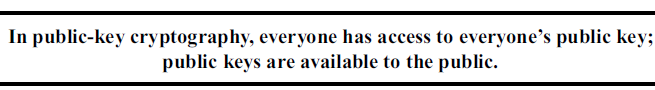 In public-key cryptography, everyone has access to everyone’s public key;
public keys are available to the public.